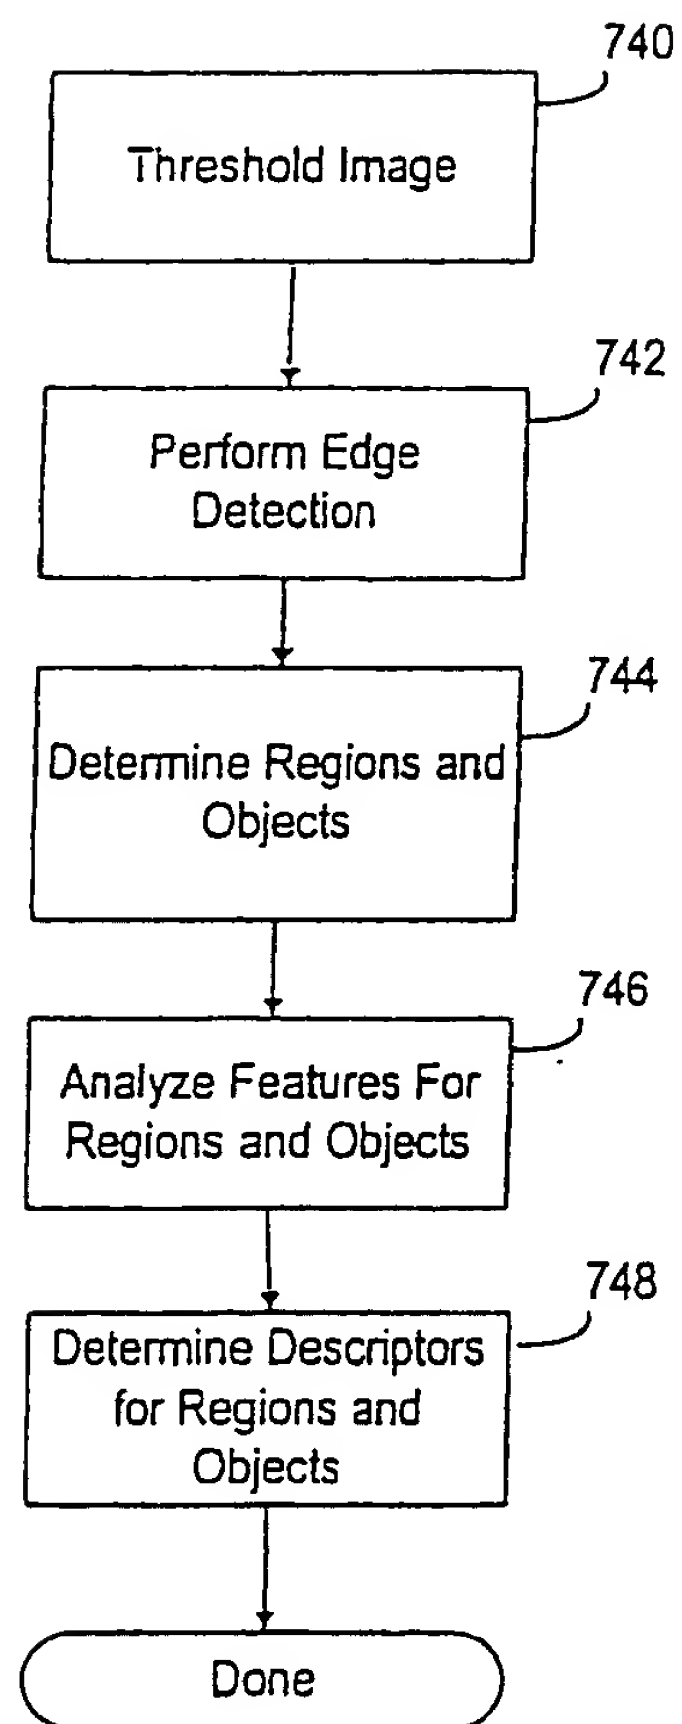 740
Threshold Image
742
Perform Edge
Detection
744
Determine Regions and
Objects
746
Analyze Features For
Regions and Objects
748
Determine Descriptors
for Regions and
Objects
Done